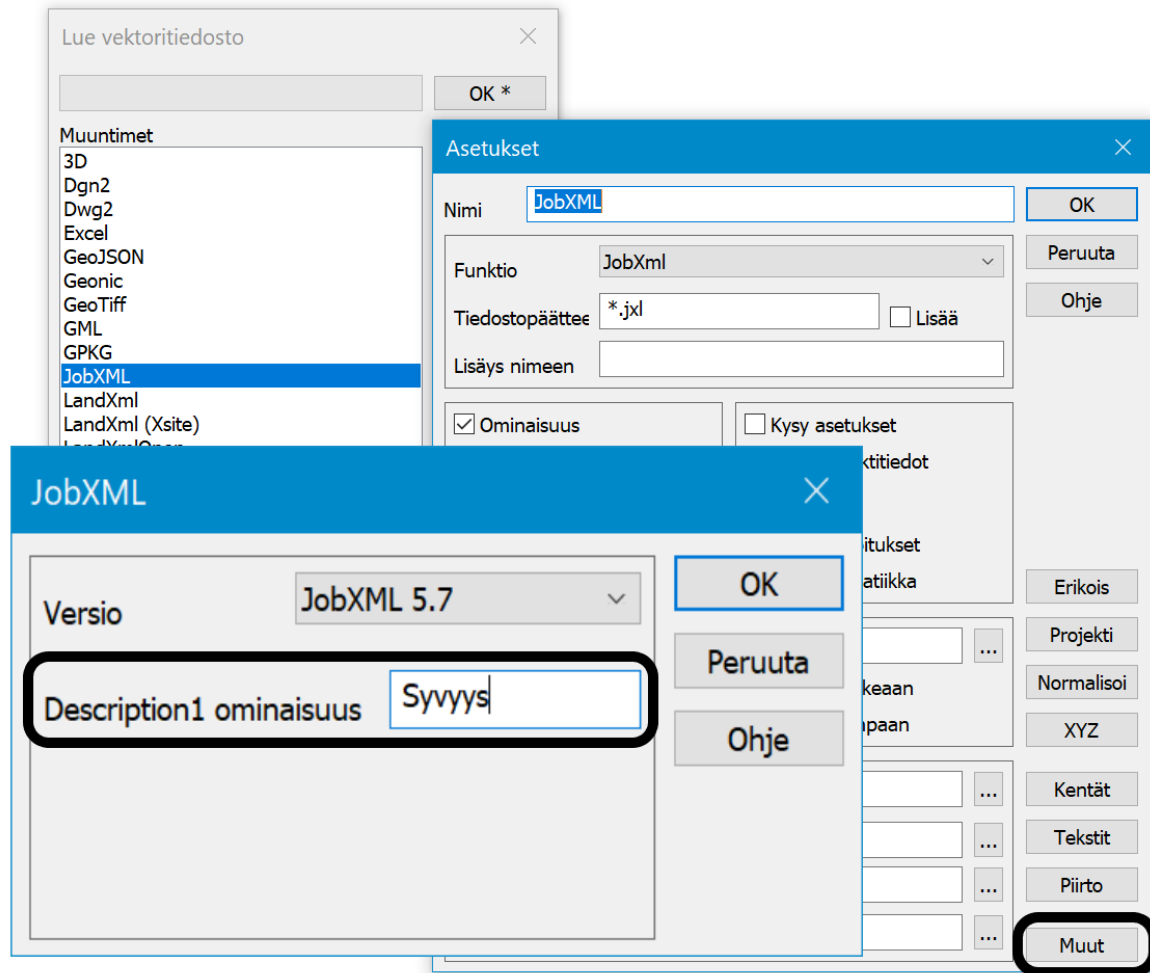 Lue vektoritiedosto
OK *
Muuntimet
3D
Dgn2
Dwg2
Excel
GeoJSON
Geonic
GeoTiff
GML
GPKG
JobXML
LandXml
LandXml (Xsite)
Asetukset
Nimi JobXML OK
Peruuta
Ohje
Funktio JobXml
Tiedostopäättee *.jxl Lisää
Lisäys nimeen
Ominaisuus Kysy asetukset
Erikois
Projekti
Normalisoi
XYZ
Kentät
Tekstit
Piirto
... Muut
...
...
...
...
JobXML
Versio JobXML 5.7 OK
Description1 ominaisuus Syvyys Peruuta
Ohje